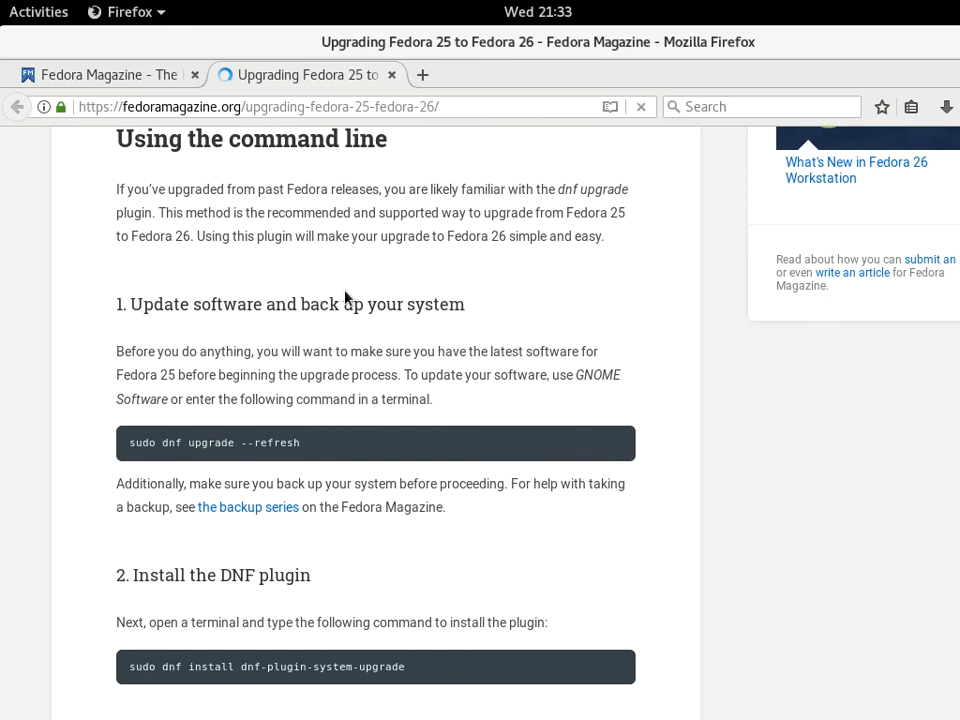 Activities Firefox Wed 21:33
Upgrading Fedora 25 to Fedora 26 - Fedora Magazine - Mozilla Firefox
Fedora Magazine - The Upgrading Fedora 25 to
https://fedoramagazine.org/upgrading-fedora-25-fedora-26/ Search
Using the command line
If you’ve upgraded from past Fedora releases, you are likely familiar with the dnf upgrade
plugin. This method is the recommended and supported way to upgrade from Fedora 25
to Fedora 26. Using this plugin will make your upgrade to Fedora 26 simple and easy.
1. Update software and back up your system
Before you do anything, you will want to make sure you have the latest software for
Fedora 25 before beginning the upgrade process. To update your software, use GNOME
Software or enter the following command in a terminal.
sudo dnf upgrade --refresh
Additionally, make sure you back up your system before proceeding. For help with taking
a backup, see the backup series on the Fedora Magazine.
2. Install the DNF plugin
Next, open a terminal and type the following command to install the plugin:
sudo dnf install dnf-plugin-system-upgrade
What's New in Fedora 26
Workstation
Read about how you can submit an
or even write an article for Fedora
Magazine.